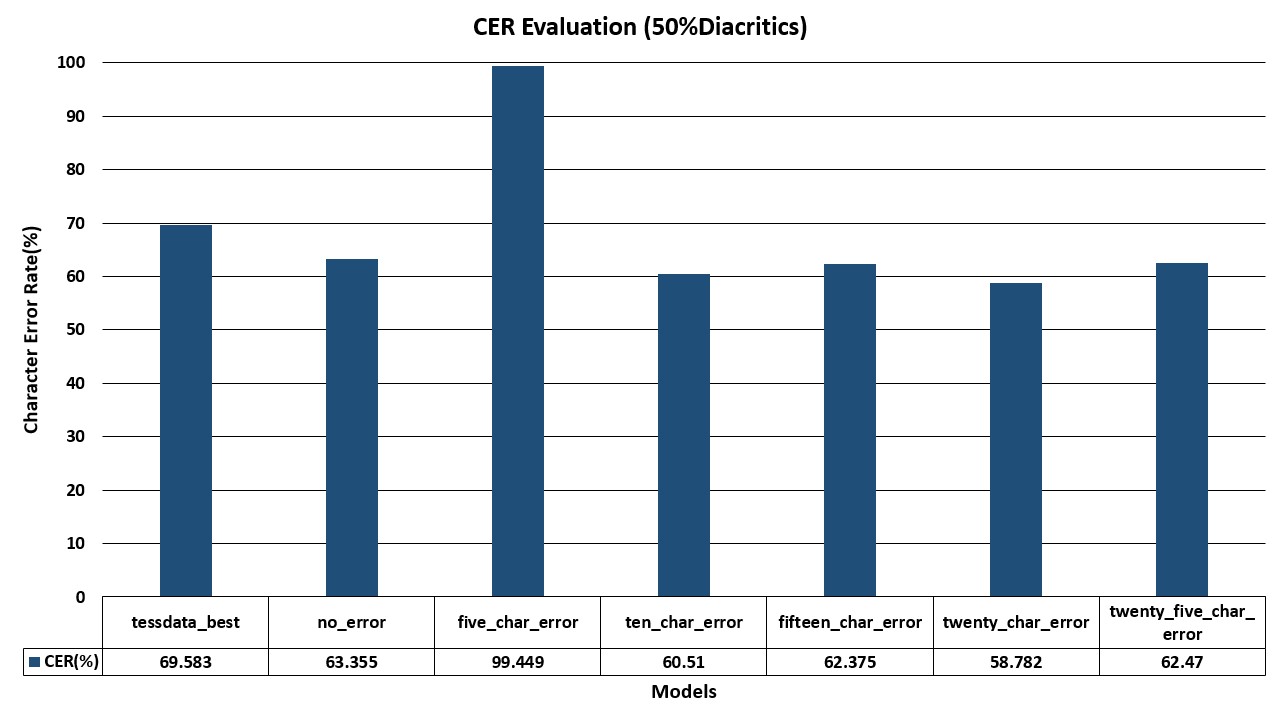 CER Evaluation (50%Diacritics)
Character Error Rate(%)
100
90
80
70
60
50
40
30
20
10
0
tessdata_best no_error five_char_error ten_char_error fifteen_char_error twenty_char_error twenty_five_char_
error
CER(%) 69.583 63.355 99.449 60.51 62.375 58.782 62.47
Models